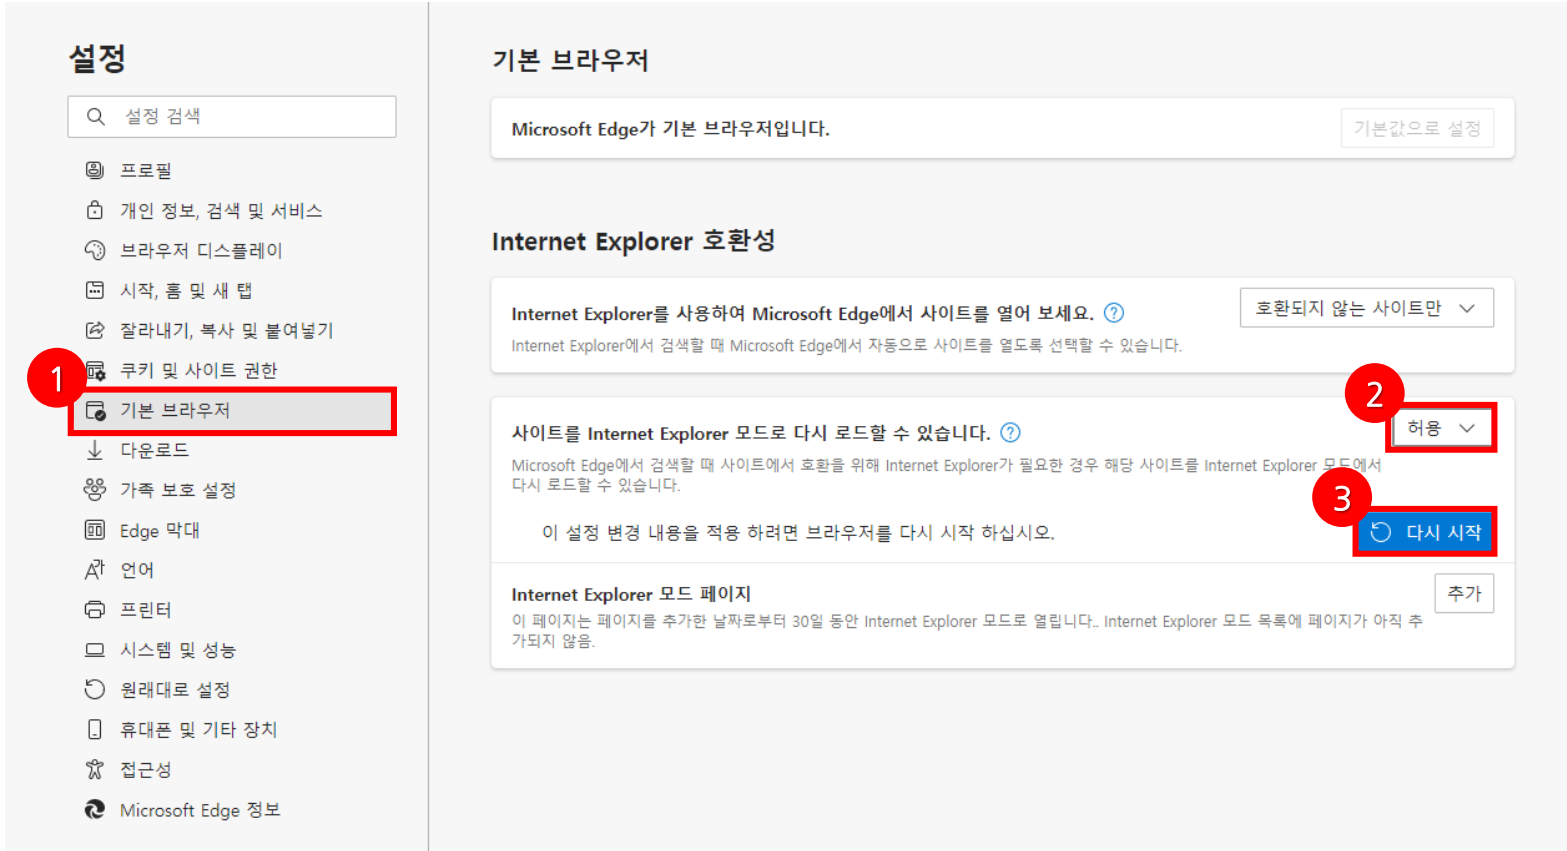 설정
설정 검색
프로필
개인 정보, 검색 및 서비스
브라우저 디스플레이
시작, 홈 및 새 탭
잘라내기, 복사 및 붙여넣기
쿠키 및 사이트 권한
1
기본 브라우저
다운로드
가족 보호 설정
Edge 막대
언어
프린터
시스템 및 성능
원래대로 설정
휴대폰 및 기타 장치
접근성
Microsoft Edge 정보
기본 브라우저
Microsoft Edge가 기본 브라우저입니다.
기본값으로 설정
Internet Explorer 호환성
Internet Explorer를 사용하여 Microsoft Edge에서 사이트를 열어 보세요.
호환되지 않는 사이트만
Internet Explorer에서 검색할 때 Microsoft Edge에서 자동으로 사이트를 열도록 선택할 수 있습니다.
2
사이트를 Internet Explorer 모드로 다시 로드할 수 있습니다.
허용
Microsoft Edge에서 검색할 때 사이트에서 호환을 위해 Internet Explorer가 필요한 경우 해당 사이트를 Internet Explorer 모드에서
다시 로드할 수 있습니다.
3
이 설정 변경 내용을 적용 하려면 브라우저를 다시 시작 하십시오.
다시 시작
Internet Explorer 모드 페이지
추가
이 페이지는 페이지를 추가한 날짜로부터 30일 동안 Internet Explorer 모드로 열립니다.. Internet Explorer 모드 목록에 페이지가 아직 추
가되지 않음.